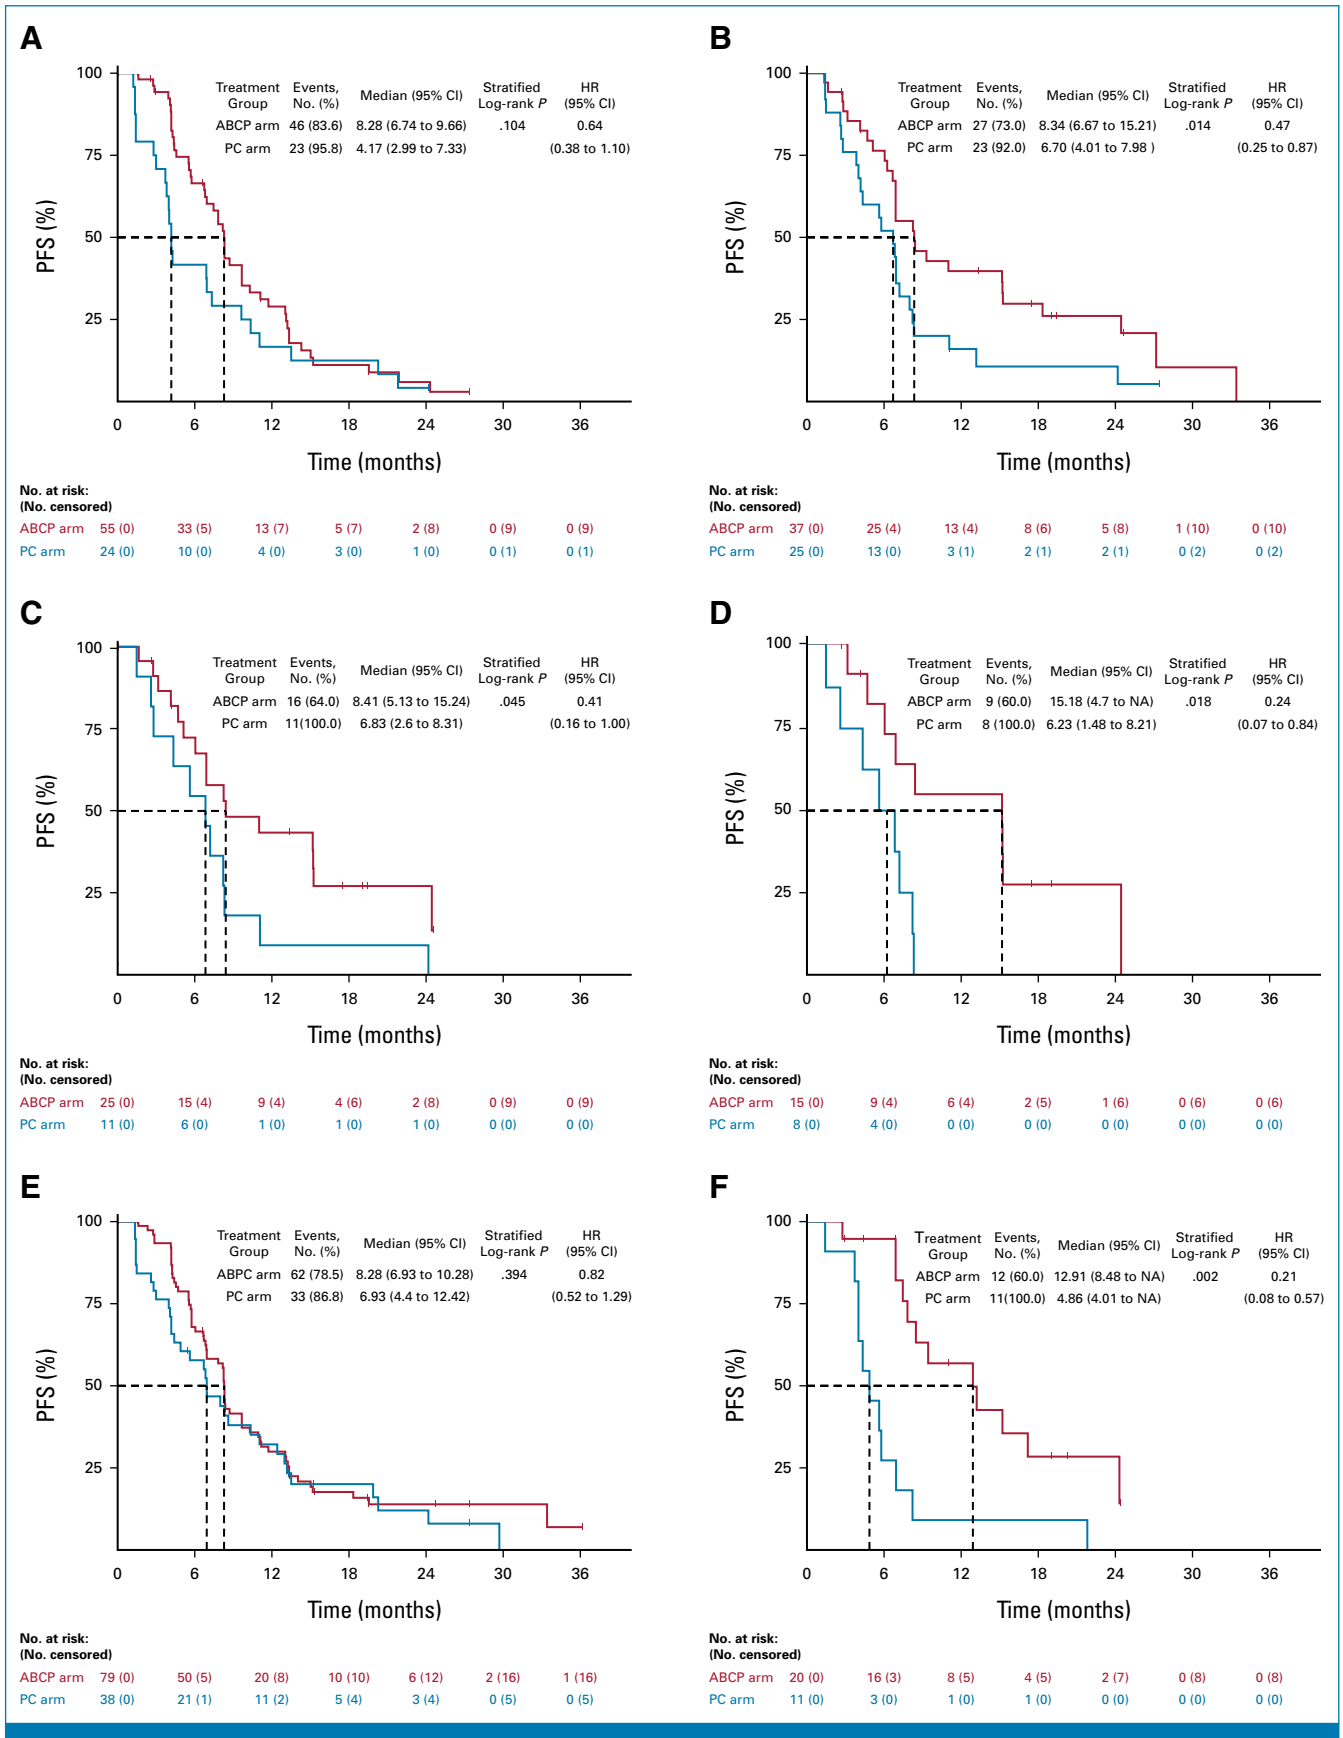 A
PFS (%)
100
75
50
25
Treatment Group Events, No. (%) Median (95% CI) Stratified Log-rank P HR (95% CI)
ABCP arm 46 (83.6) 8.28 (6.74 to 9.66) .104 0.64
PC arm 23 (95.8) 4.17 (2.99 to 7.33) (0.38 to 1.10)
0 6 12 18 24 30 36
Time (months)
No. at risk:
(No. censored)
ABCP arm 55 (0) 33 (5) 13 (7) 5 (7) 2 (8) 0 (9) 0 (9)
PC arm 24 (0) 10 (0) 4 (0) 3 (0) 1 (0) 0 (1) 0 (1)
B
PFS (%)
100
75
50
25
Treatment Group Events, No. (%) Median (95% CI) Stratified Log-rank P HR (95% CI)
ABCP arm 27 (73.0) 8.34 (6.67 to 15.21) .014 0.47
PC arm 23 (92.0) 6.70 (4.01 to 7.98 ) (0.25 to 0.87)
0 6 12 18 24 30 36
Time (months)
No. at risk:
(No. censored)
ABCP arm 37 (0) 25 (4) 13 (4) 8 (6) 5 (8) 1 (10) 0 (10)
PC arm 25 (0) 13 (0) 3 (1) 2 (1) 2 (1) 0 (2) 0 (2)
C
PFS (%)
100
75
50
25
Treatment Group Events, No. (%) Median (95% CI) Stratified Log-rank P HR (95% CI)
ABCP arm 16 (64.0) 8.41 (5.13 to 15.24) .045 0.41
PC arm 11(100.0) 6.83 (2.6 to 8.31) (0.16 to 1.00)
0 6 12 18 24 30 36
Time (months)
No. at risk:
(No. censored)
ABCP arm 25 (0) 15 (4) 9 (4) 4 (6) 2 (8) 0 (9) 0 (9)
PC arm 11 (0) 6 (0) 1 (0) 1 (0) 1 (0) 0 (0) 0 (0)
D
PFS (%)
100
75
50
25
Treatment Group Events, No. (%) Median (95% CI) Stratified Log-rank P HR (95% CI)
ABCP arm 9 (60.0) 15.18 (4.7 to NA) .018 0.24
PC arm 8 (100.0) 6.23 (1.48 to 8.21) (0.07 to 0.84)
0 6 12 18 24 30 36
Time (months)
No. at risk:
(No. censored)
ABCP arm 15 (0) 9 (4) 6 (4) 2 (5) 1 (6) 0 (6) 0 (6)
PC arm 8 (0) 4 (0) 0 (0) 0 (0) 0 (0) 0 (0) 0 (0)
E
PFS (%)
100
75
50
25
Treatment Group Events, No. (%) Median (95% CI) Stratified Log-rank P HR (95% CI)
ABPC arm 62 (78.5) 8.28 (6.93 to 10.28) .394 0.82
PC arm 33 (86.8) 6.93 (4.4 to 12.42) (0.52 to 1.29)
0 6 12 18 24 30 36
Time (months)
No. at risk:
(No. censored)
ABCP arm 79 (0) 50 (5) 20 (8) 10 (10) 6 (12) 2 (16) 1 (16)
PC arm 38 (0) 21 (1) 11 (2) 5 (4) 3 (4) 0 (5) 0 (5)
F
PFS (%)
100
75
50
25
Treatment Group Events, No. (%) Median (95% CI) Stratified Log-rank P HR (95% CI)
ABCP arm 12 (60.0) 12.91 (8.48 to NA) .002 0.21
PC arm 11(100.0) 4.86 (4.01 to NA) (0.08 to 0.57)
0 6 12 18 24 30 36
Time (months)
No. at risk:
(No. censored)
ABCP arm 20 (0) 16 (3) 8 (5) 4 (5) 2 (7) 0 (8) 0 (8)
PC arm 11 (0) 3 (0) 1 (0) 1 (0) 0 (0) 0 (0) 0 (0)